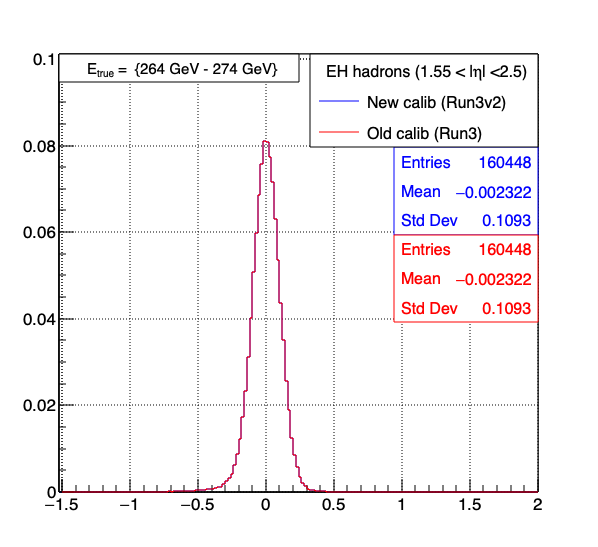 E_true = {264 GeV - 274 GeV}
EH hadrons (1.55 < |η| <2.5)
New calib (Run3v2)
Old calib (Run3)
Entries 160448
Mean −0.002322
Std Dev 0.1093
Entries 160448
Mean −0.002322
Std Dev 0.1093
0.1
0.08
0.06
0.04
0.02
0
−1.5 −1 −0.5 0 0.5 1 1.5 2